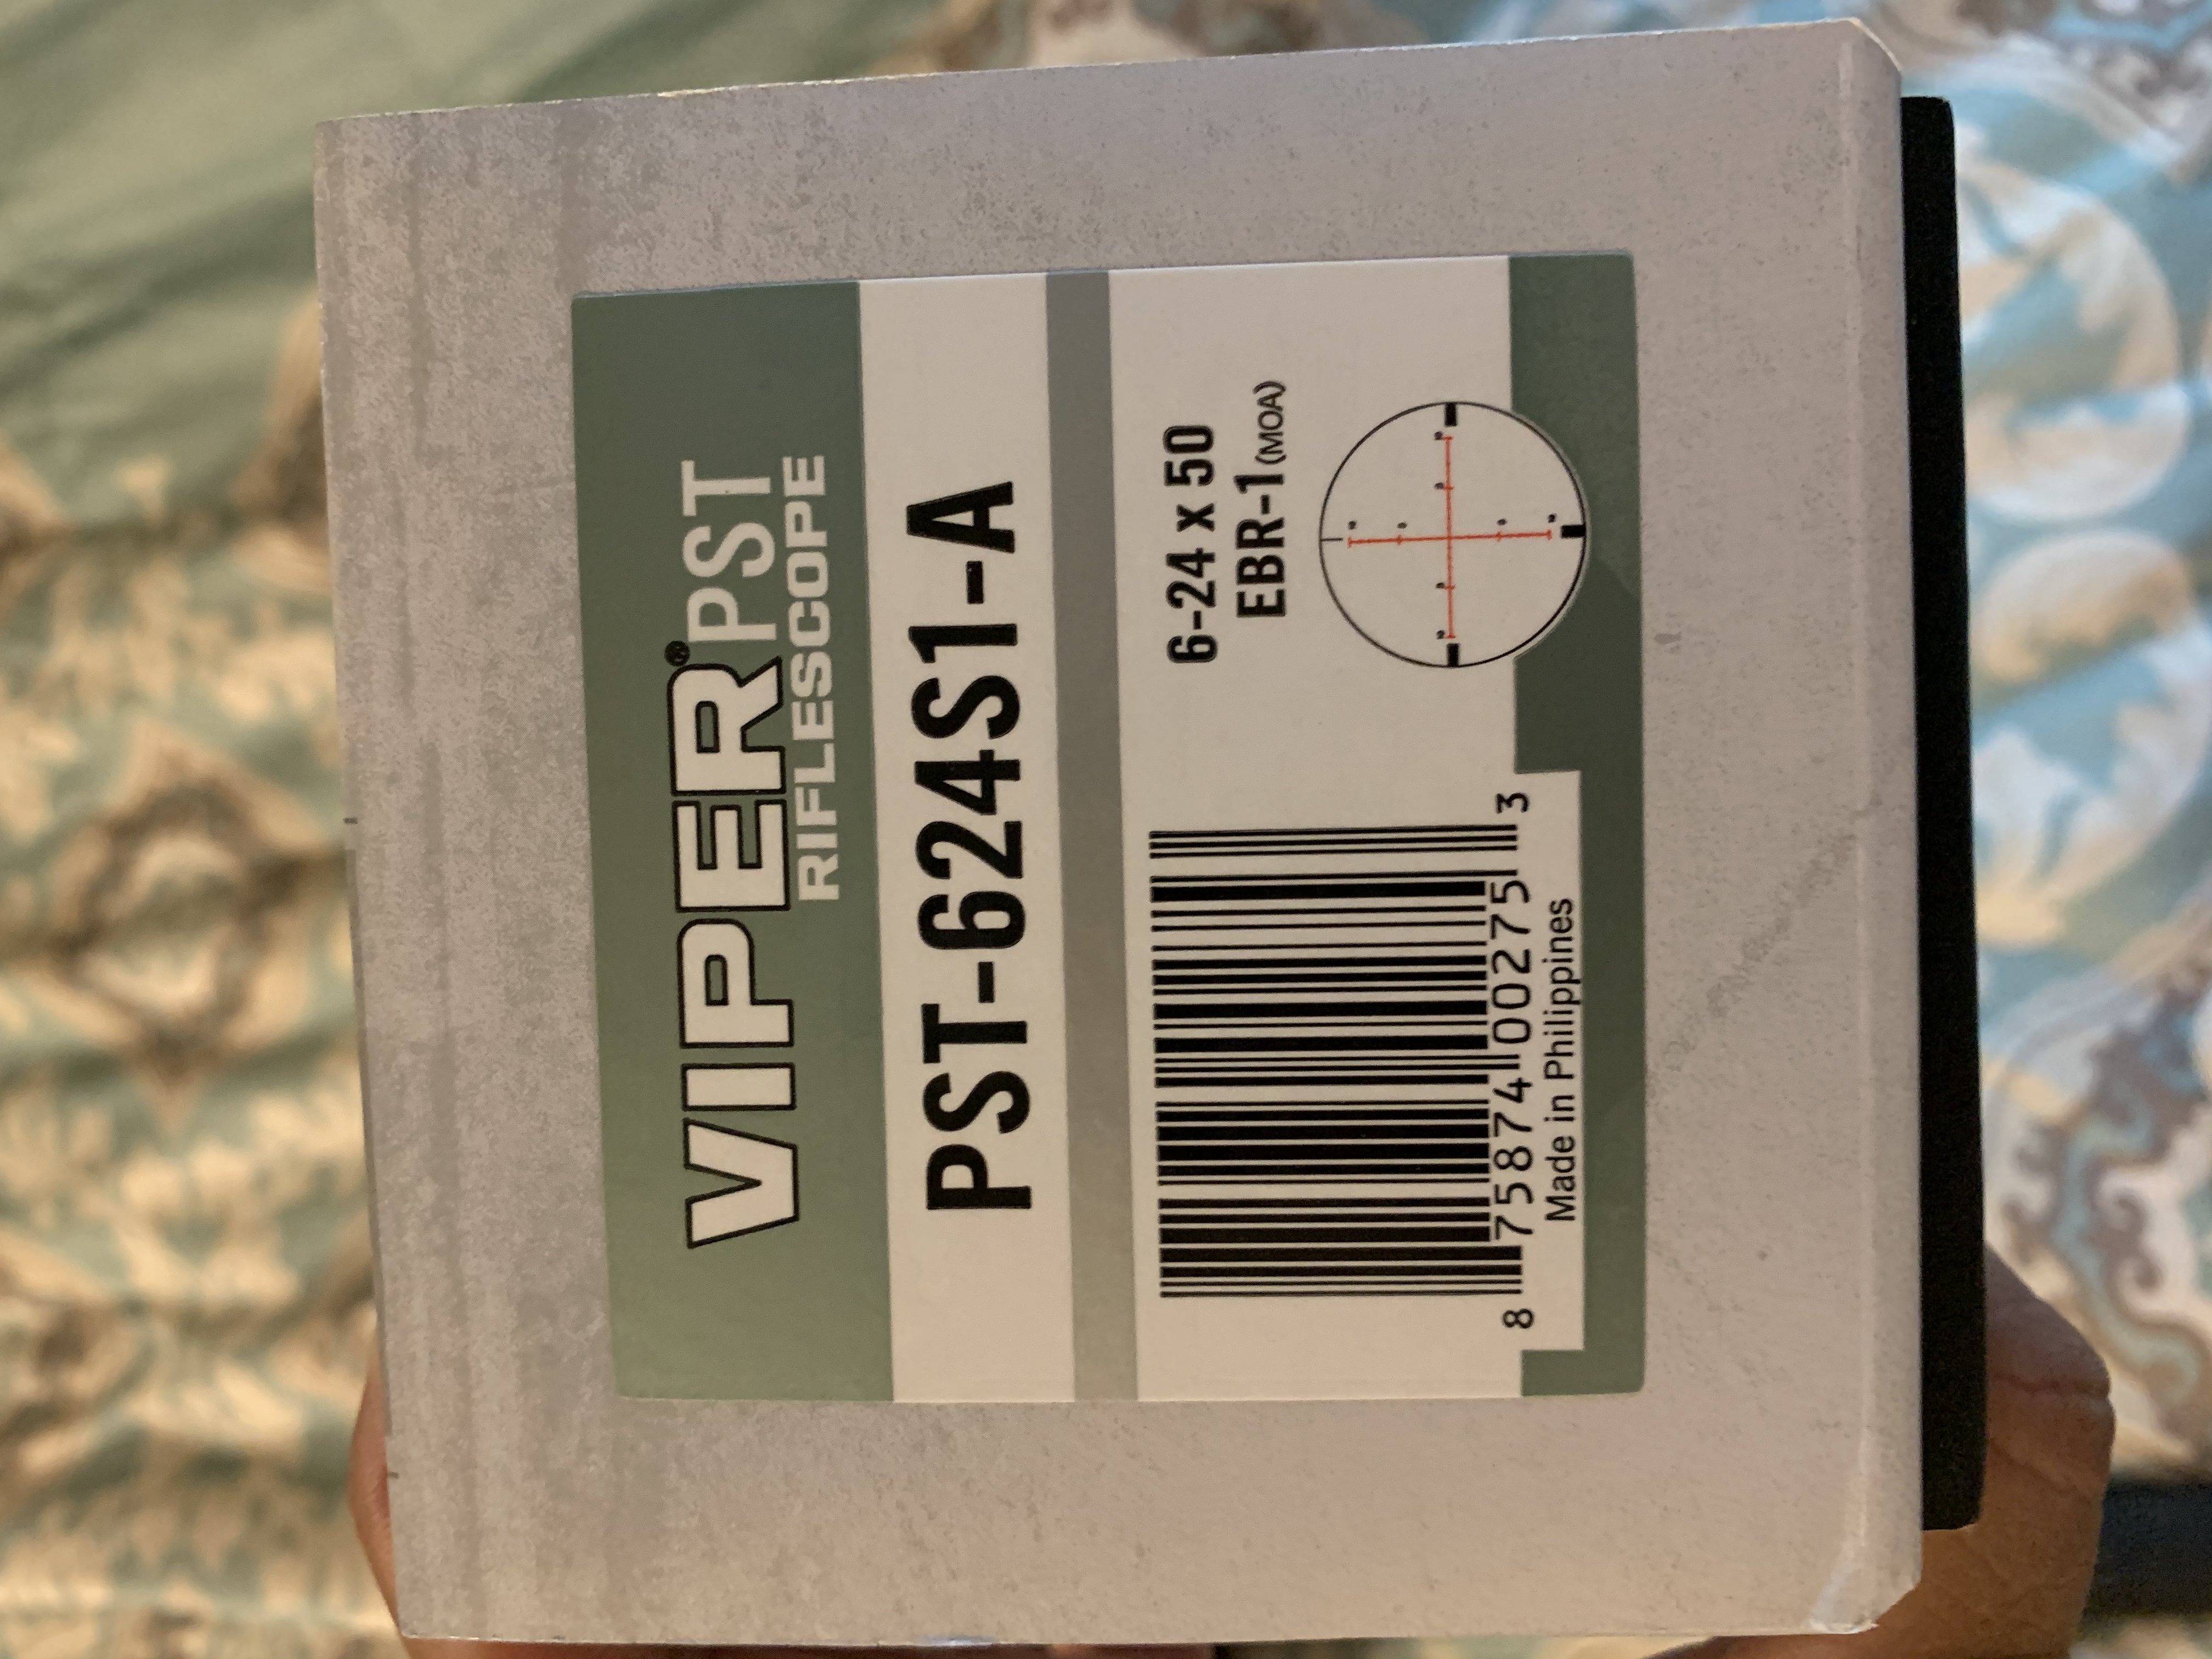 VIPER® PST
RIFLESCOPE
PST-624S1-A
6-24 x 50
EBR-1 (MOA)
8 75874 00275 3
Made in Philippines